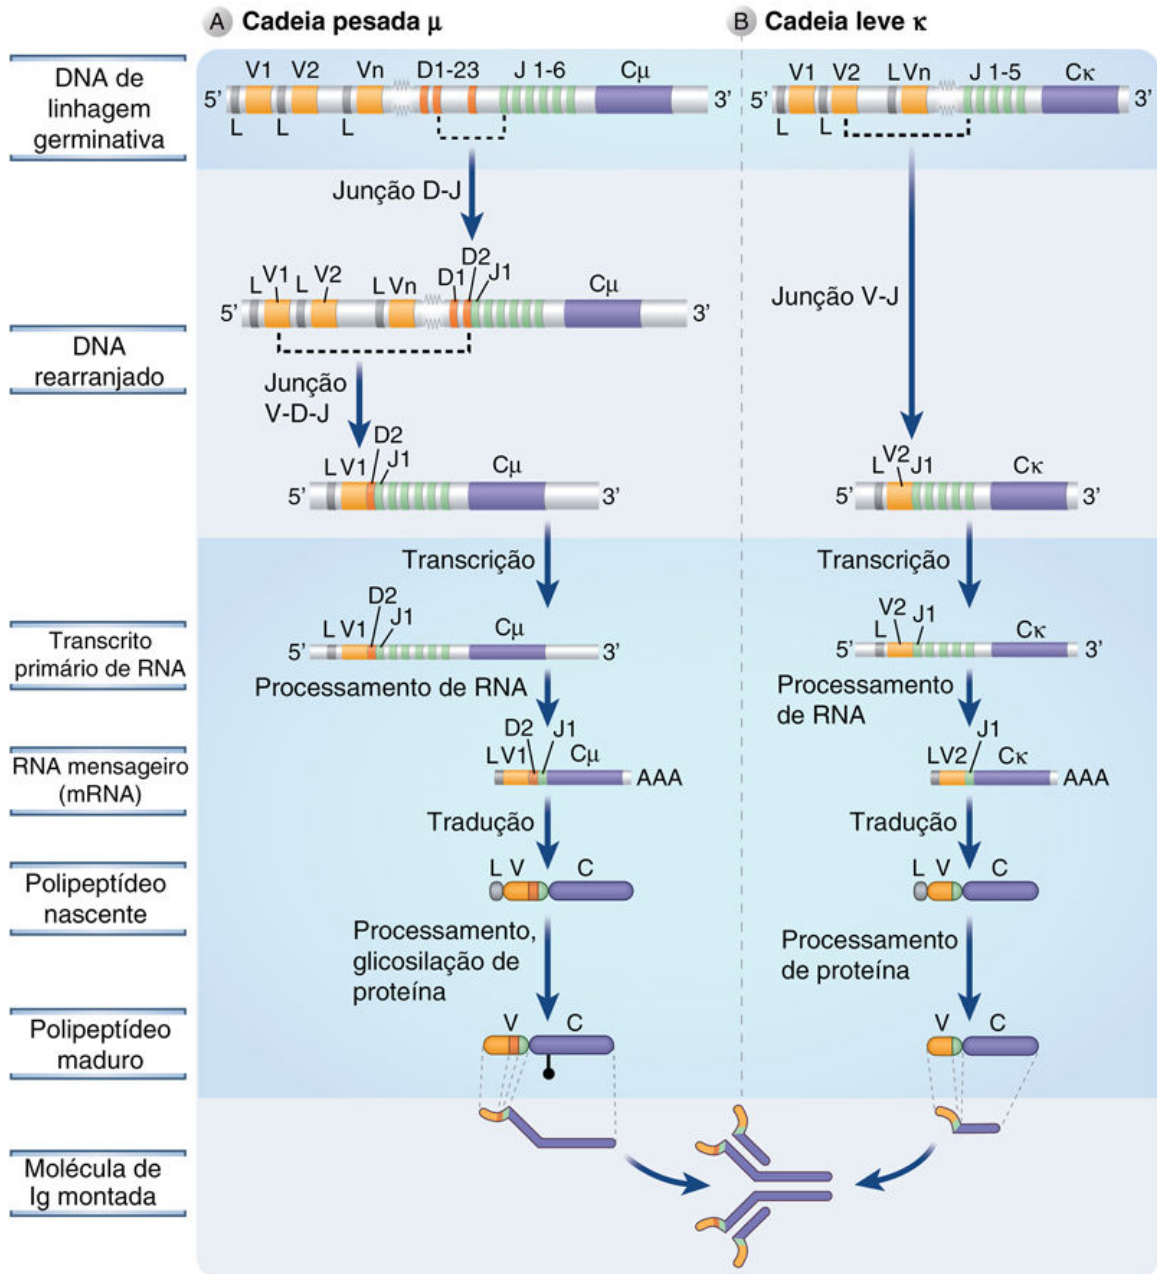 A Cadeia pesada μ
B Cadeia leve κ
DNA de
linhagem
germinativa
V1 V2 Vn D1-23 J 1-6 Cμ
5’ 3’
L L L
V1 V2 L Vn J 1-5 Cκ
5’ 3’
L L
Junção D-J
DNA
rearranjado
L V1 L V2 L Vn D1 D2 J1 Cμ
5’ 3’
Junção
V-D-J
Junção V-J
D2
L V1 J1 Cμ
5’ 3’
L V2 J1 Cκ
5’ 3’
Transcrição
Transcrição
Transcrito
primário de RNA
D2
L V1 J1 Cμ
5’ 3’
V2 J1
L Cκ
5’ 3’
Processamento de RNA
Processamento
de RNA
RNA mensageiro
(mRNA)
D2 J1
LV1 Cμ
AAA
J1
LV2 Cκ
AAA
Tradução
Tradução
Polipeptídeo
nascente
L V C
L V C
Processamento,
glicosilação de
proteína
Processamento
de proteína
Polipeptídeo
maduro
V C
V C
Molécula de
Ig montada